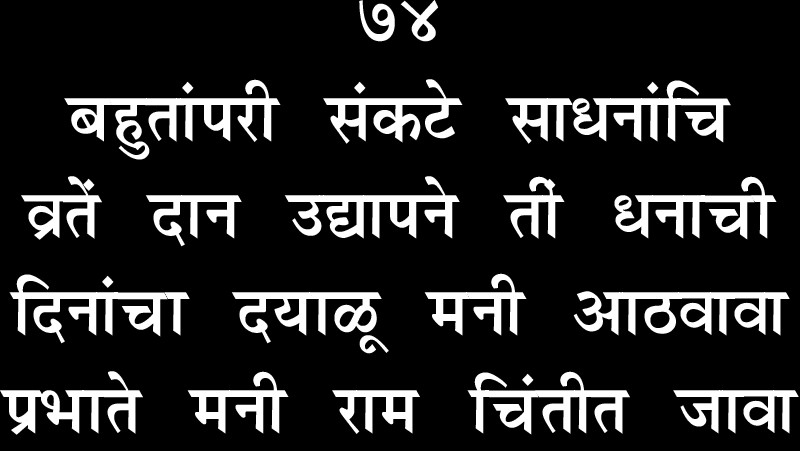 ७४
बहुतांपरी संकटे साधनांचि
व्रतें दान उद्यापने तीं धनाची
दिनांचा दयाळू मनी आठवावा
प्रभाते मनी राम चिंतीत जावा